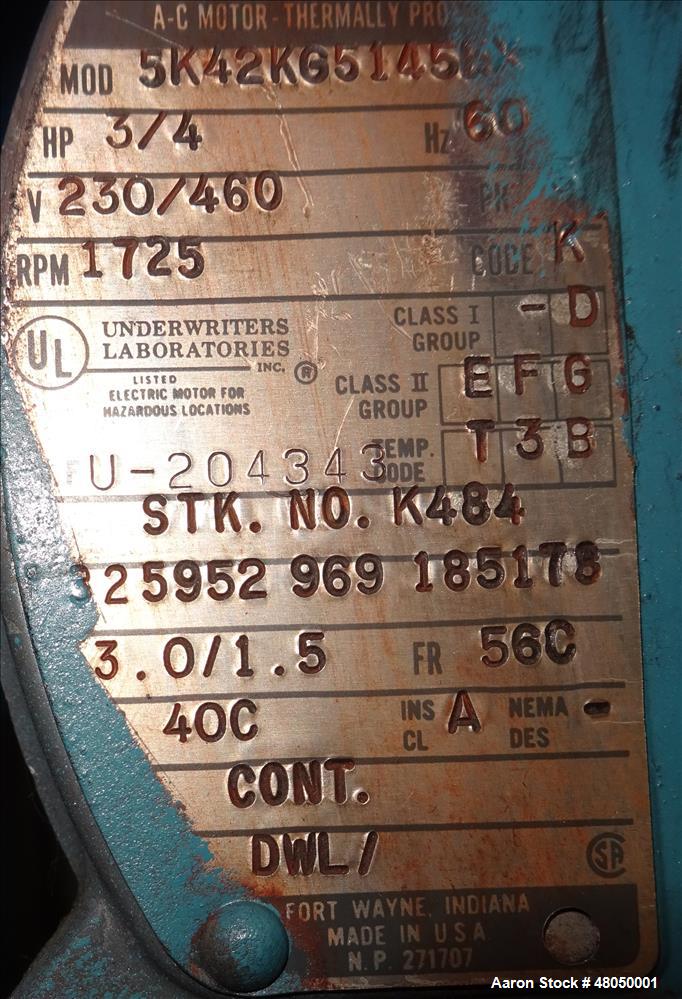 A-C MOTOR - THERMALLY PRO
MOD 5K42KG5145
HP 3/4 Hz 60
V 230/460 PH
RPM 1725 CODE K
UL UNDERWRITERS LABORATORIES INC. ®
CLASS I GROUP - D
LISTED
ELECTRIC MOTOR FOR
HAZARDOUS LOCATIONS
CLASS II GROUP E F G
U-204343 TEMP. CODE T 3 B
STK. NO. K484
325952 969 185178
3.0/1.5 FR 56C
40C INS CL A NEMA DES -
CONT.
DWL/
SA
FORT WAYNE, INDIANA
MADE IN U.S.A.
N.P. 271707
Aaron Stock # 48050001